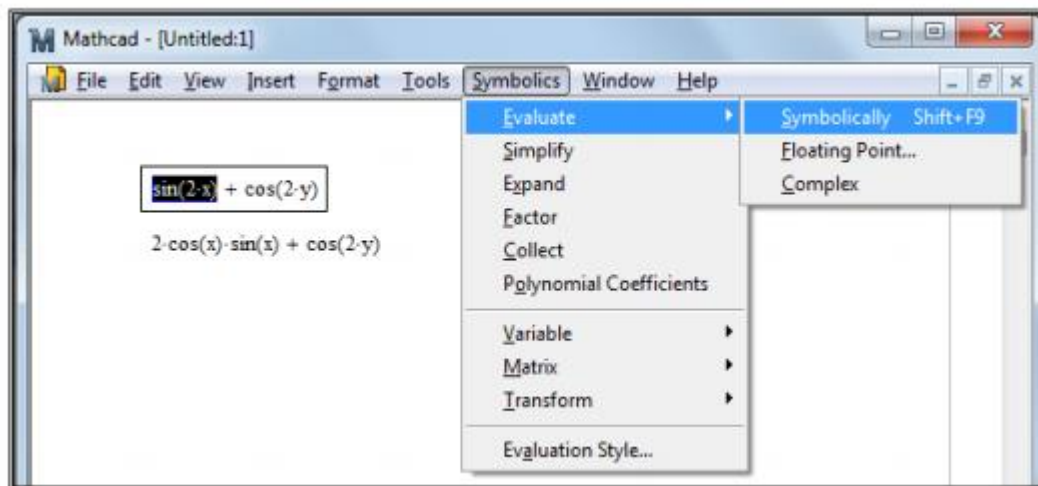 Mathcad - [Untitled:1]
File Edit View Insert Format Tools Symbolics Window Help
Evaluate
Symbolically Shift+F9
Simplify
Floating Point...
Expand
Complex
Factor
Collect
Polynomial Coefficients
Variable
Matrix
Transform
Evaluation Style...
sin(2·x) + cos(2·y)
2·cos(x)·sin(x) + cos(2·y)